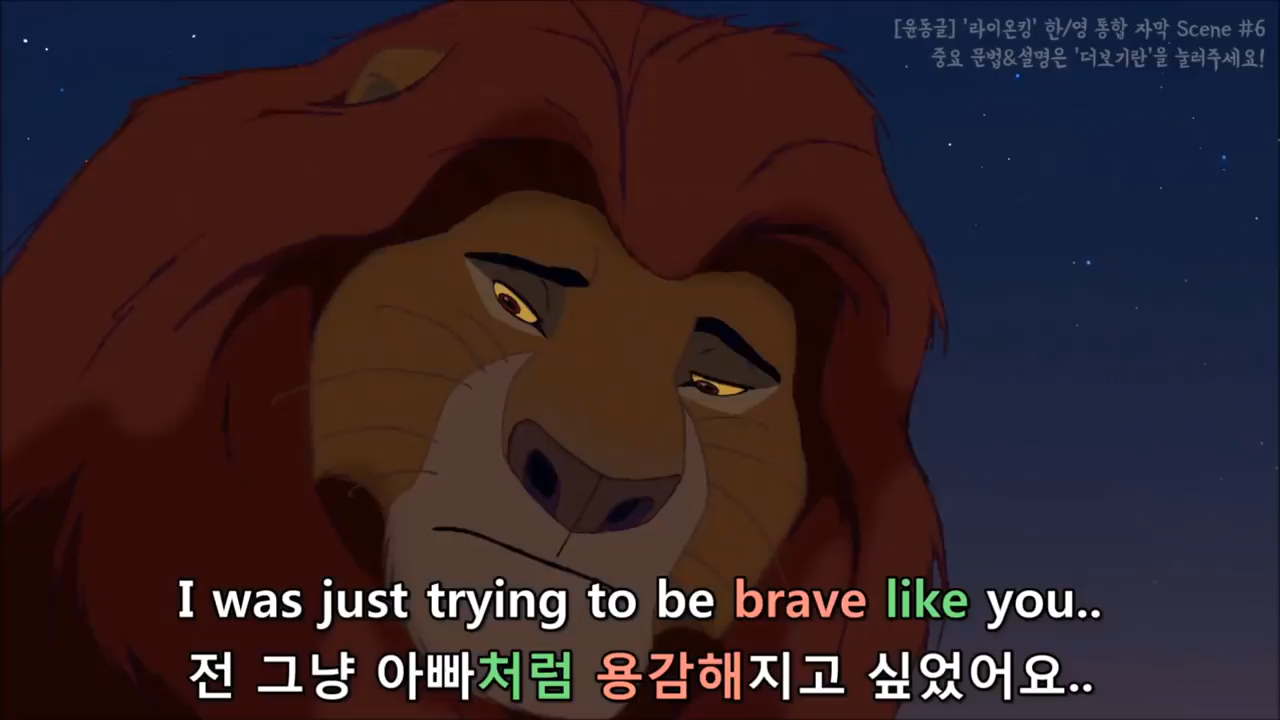 [윤동글] '라이온킹' 한/영 통합 자막 Scene #6
중요 문법&설명은 '더보기란'을 눌러주세요!
I was just trying to be brave like you..
전 그냥 아빠처럼 용감해지고 싶었어요..